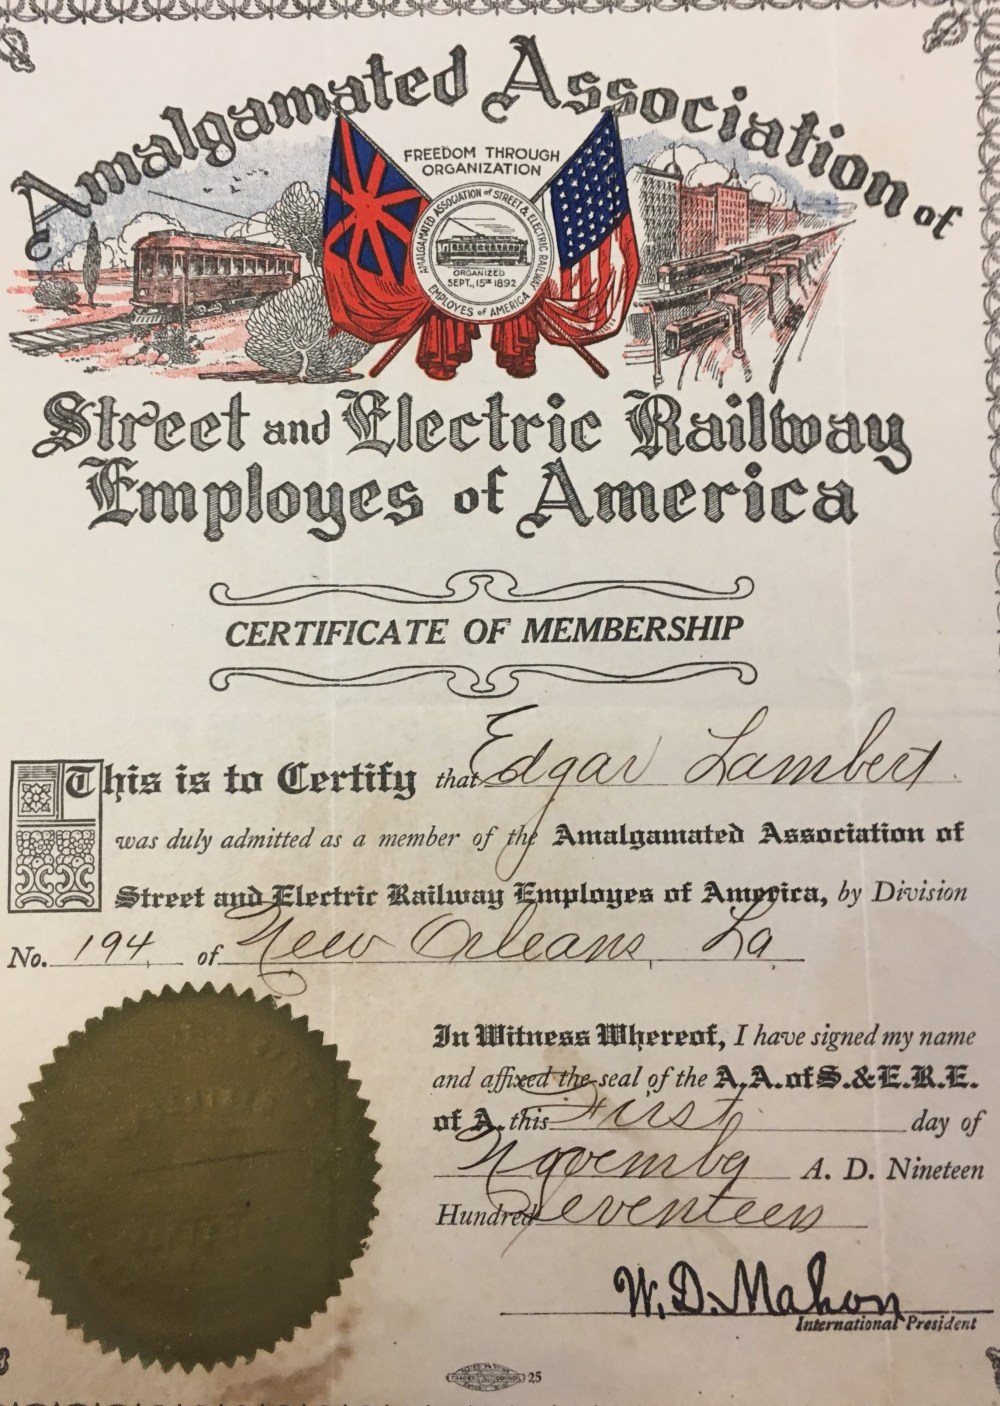 Amalgamated Association of
FREEDOM THROUGH
ORGANIZATION
AMALGAMATED ASSOCIATION of STREET & ELECTRIC RAILWAY
EMPLOYES of AMERICA
ORGANIZED
SEPT., 15TH 1892
Street and Electric Railway
Employes of America
CERTIFICATE OF MEMBERSHIP
This is to Certify that Edgar Lambert
was duly admitted as a member of the Amalgamated Association of
Street and Electric Railway Employes of America, by Division
No. 194 of New Orleans, La
In Witness Whereof, I have signed my name
and affixed the seal of the A.A. of S.&E.R.E.
of A. this First day of
November A. D. Nineteen
Hundred Seventeen
W. D. Mahon
International President
TRADES COUNCIL 25